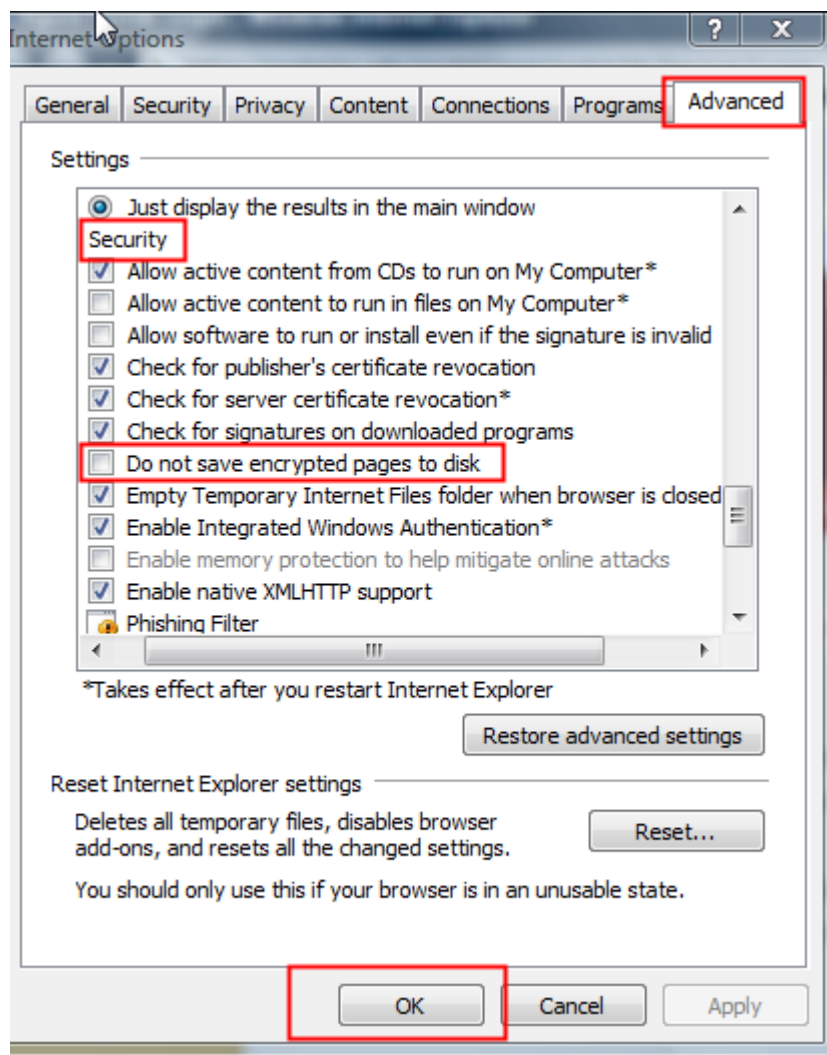 Internet Options
General Security Privacy Content Connections Programs Advanced
Settings
Just display the results in the main window
Security
Allow active content from CDs to run on My Computer*
Allow active content to run in files on My Computer*
Allow software to run or install even if the signature is invalid
Check for publisher's certificate revocation
Check for server certificate revocation*
Check for signatures on downloaded programs
Do not save encrypted pages to disk
Empty Temporary Internet Files folder when browser is closed
Enable Integrated Windows Authentication*
Enable memory protection to help mitigate online attacks
Enable native XMLHTTP support
Phishing Filter
*Takes effect after you restart Internet Explorer
Restore advanced settings
Reset Internet Explorer settings
Deletes all temporary files, disables browser
add-ons, and resets all the changed settings.
Reset...
You should only use this if your browser is in an unusable state.
OK Cancel Apply